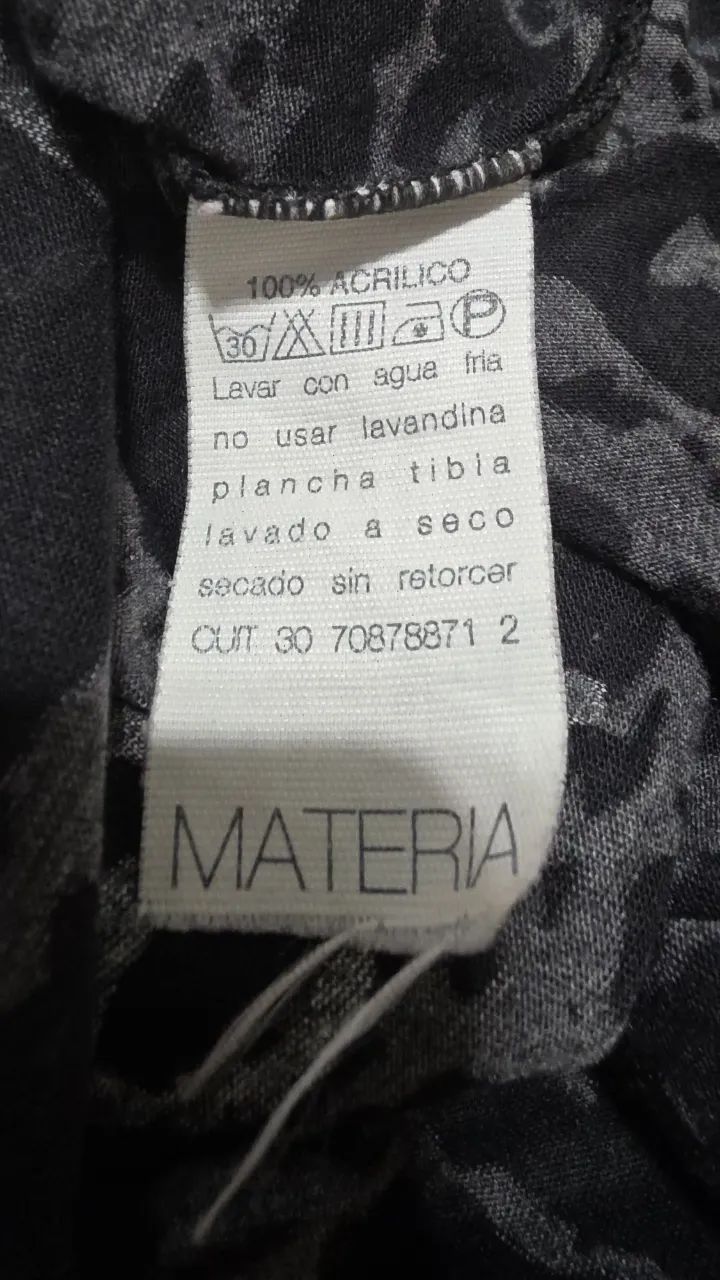 100% ACRILICO
30 P
Lavar con agua fria
no usar lavandina
plancha tibia
lavado a seco
secado sin retorcer
CUIT 30 70878871 2
MATERIA